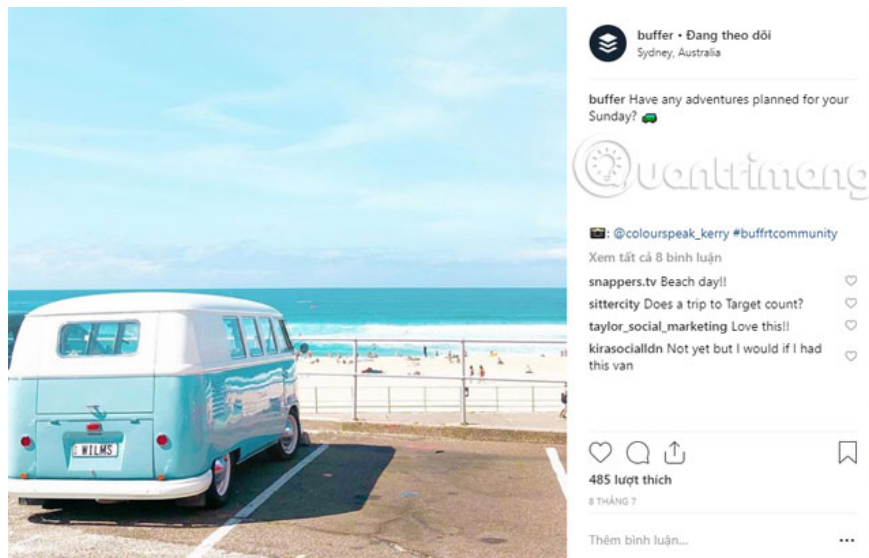 buffer • Đang theo dõi
Sydney, Australia
buffer Have any adventures planned for your
Sunday?
Quantrimang
: @colourspeak_kerry #buffrtcommunity
Xem tất cả 8 bình luận
snappers.tv Beach day!!
sittercity Does a trip to Target count?
taylor_social_marketing Love this!!
kirasocialldn Not yet but I would if I had
this van
WILMS
485 lượt thích
8 THÁNG 7
Thêm bình luận...